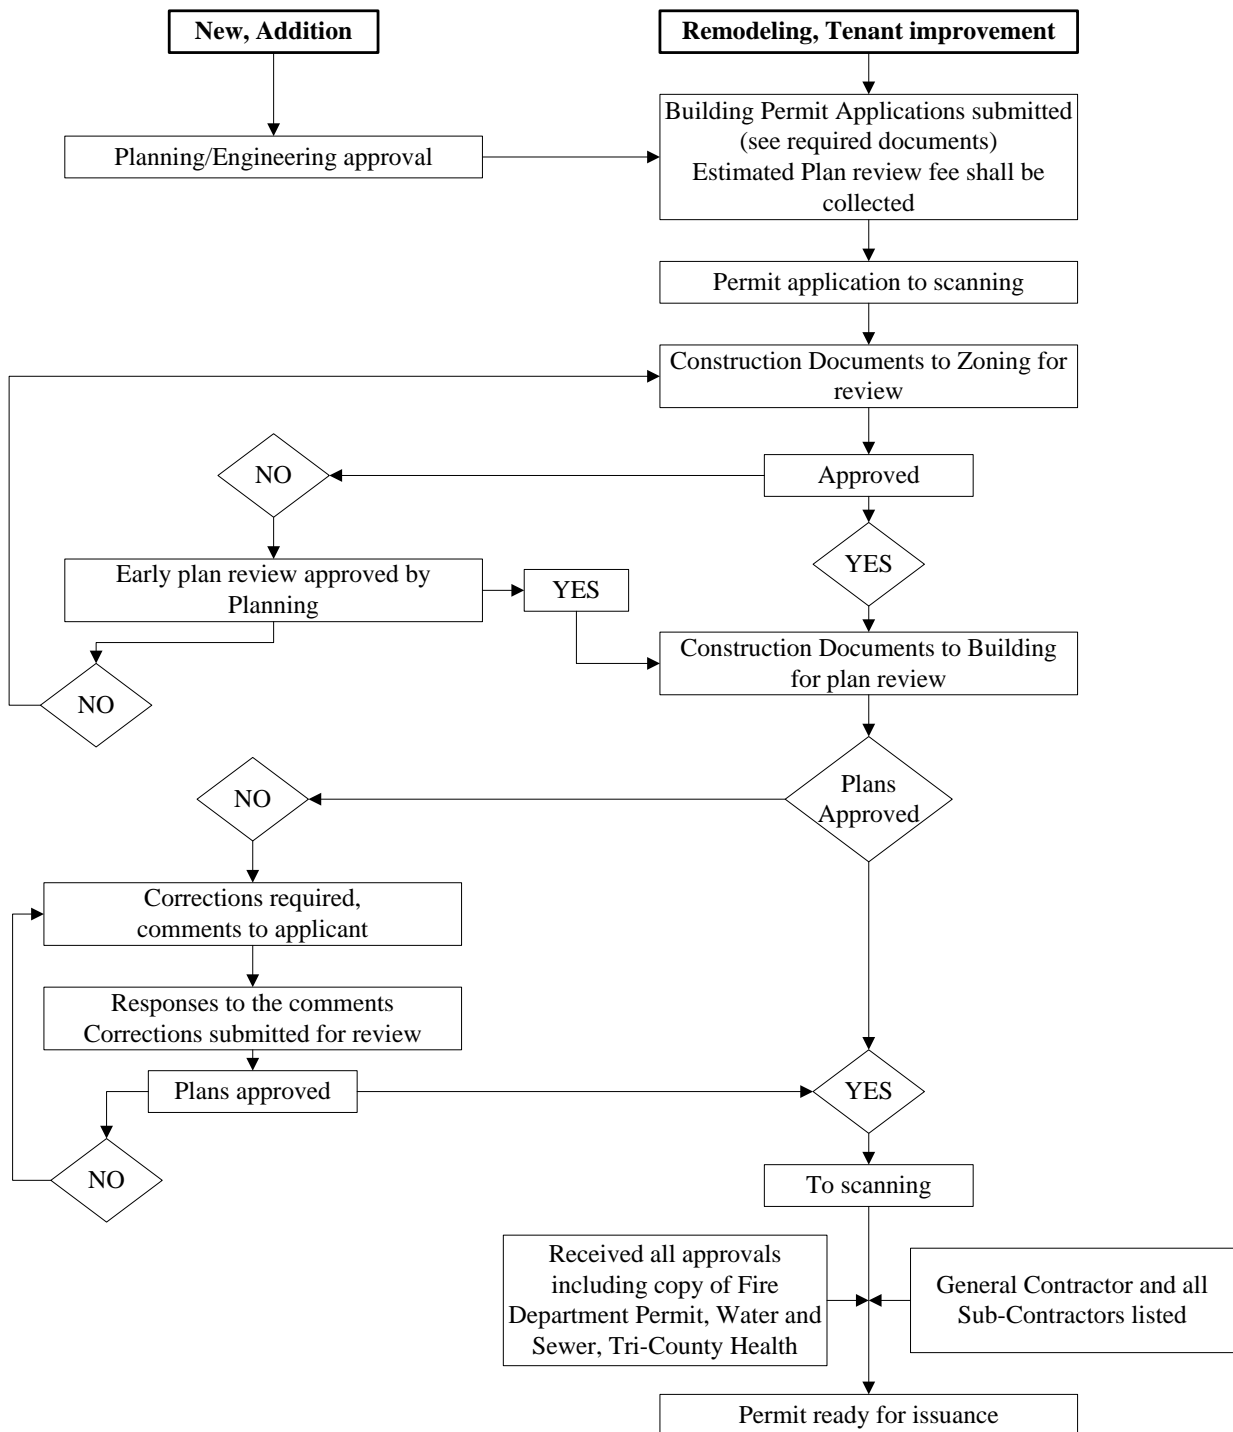 New, Addition
Remodeling, Tenant improvement
Building Permit Applications submitted
(see required documents)
Estimated Plan review fee shall be
collected
Planning/Engineering approval
Permit application to scanning
Construction Documents to Zoning for
review
NO
Approved
YES
Early plan review approved by
Planning
YES
Construction Documents to Building
for plan review
NO
NO
Plans
Approved
Corrections required,
comments to applicant
Responses to the comments
Corrections submitted for review
Plans approved
YES
NO
To scanning
Received all approvals
including copy of Fire
Department Permit, Water and
Sewer, Tri-County Health
General Contractor and all
Sub-Contractors listed
Permit ready for issuance